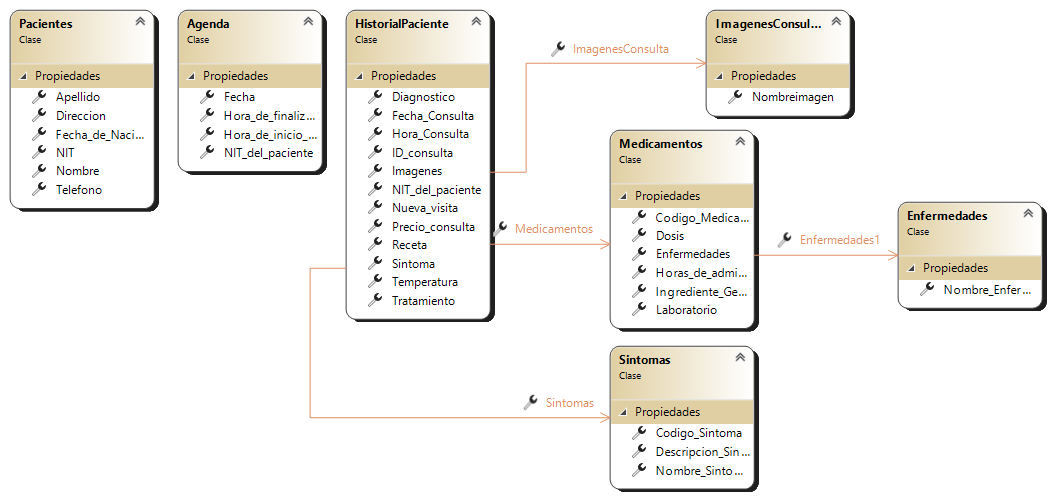 Pacientes
Clase
Propiedades
Apellido
Direccion
Fecha_de_Naci...
NIT
Nombre
Telefono
Agenda
Clase
Propiedades
Fecha
Hora_de_finaliz...
Hora_de_inicio_...
NIT_del_paciente
HistorialPaciente
Clase
Propiedades
Diagnostico
Fecha_Consulta
Hora_Consulta
ID_consulta
Imagenes
NIT_del_paciente
Nueva_visita
Precio_consulta
Receta
Sintoma
Temperatura
Tratamiento
ImagenesConsulta
ImagenesConsul...
Clase
Propiedades
Nombreimagen
Medicamentos
Medicamentos
Clase
Propiedades
Codigo_Medica...
Dosis
Enfermedades
Horas_de_admi...
Ingrediente_Ge...
Laboratorio
Enfermedades1
Enfermedades
Clase
Propiedades
Nombre_Enfer...
Sintomas
Sintomas
Clase
Propiedades
Codigo_Sintoma
Descripcion_Sin...
Nombre_Sinto...